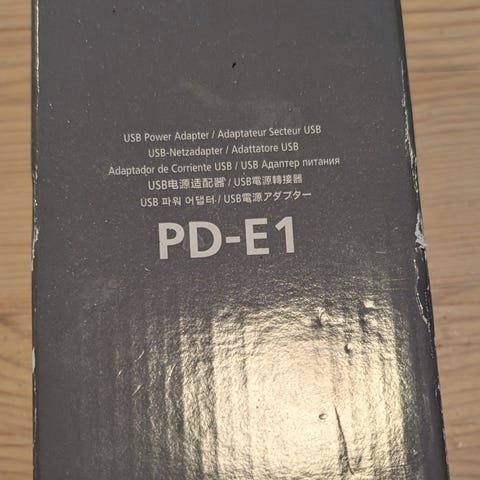 USB Power Adapter / Adaptateur Secteur USB
USB-Netzadapter / Adattatore USB
Adaptador de Corriente USB / USB Адаптер питания
USB电源适配器 / USB電源轉接器
USB 파워 어댑터 / USB電源アダプター
PD-E1